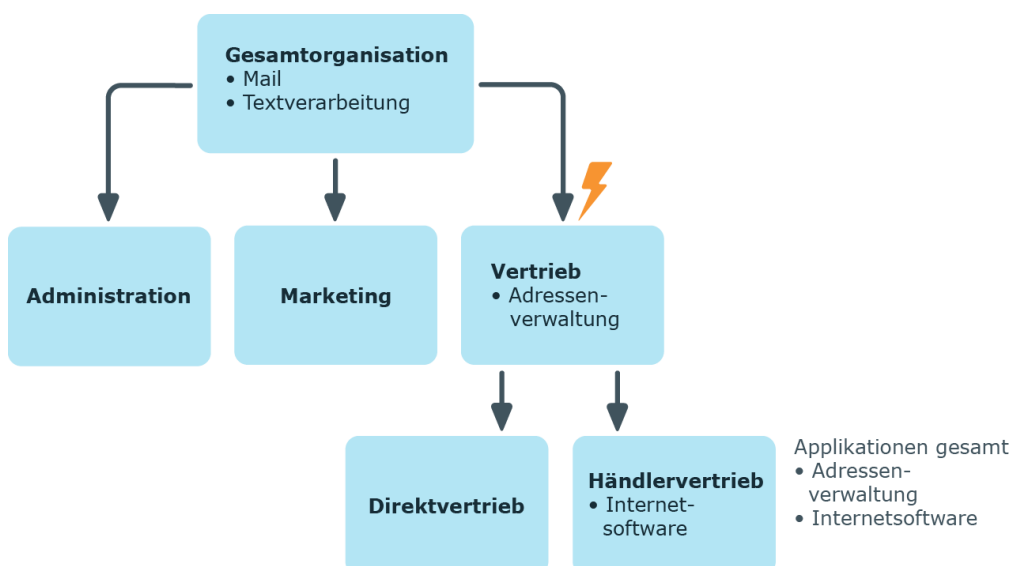 Gesamtorganisation
• Mail
• Textverarbeitung
Administration
Marketing
Vertrieb
• Adressen-
verwaltung
Direktvertrieb
Händlervertrieb
• Internet-
software
Applikationen gesamt
• Adressen-
verwaltung
• Internetsoftware